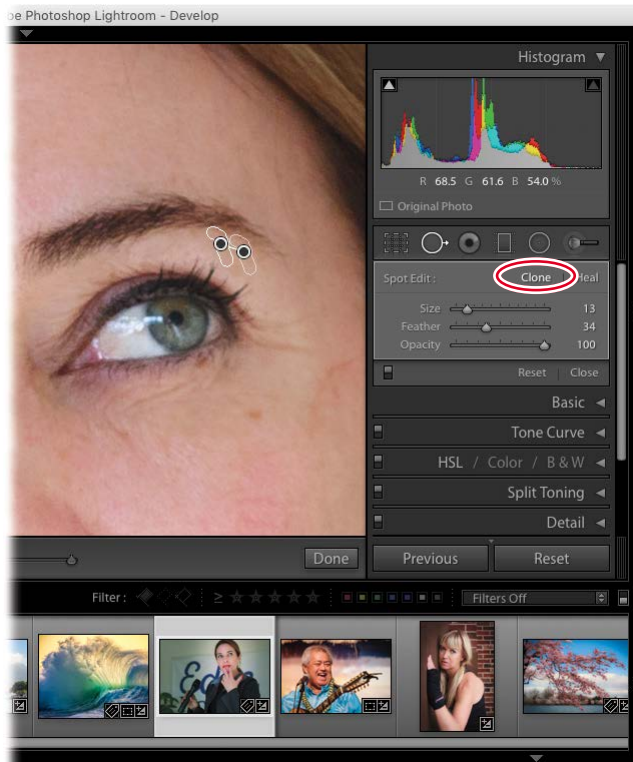 be Photoshop Lightroom - Develop
Histogram
R 68.5 G 61.6 B 54.0 %
Original Photo
Spot Edit : Clone | Heal
Size 13
Feather 34
Opacity 100
Reset | Close
Basic
Tone Curve
HSL / Color / B & W
Split Toning
Detail
Done
Previous
Reset
Filter :
≥
Filters Off